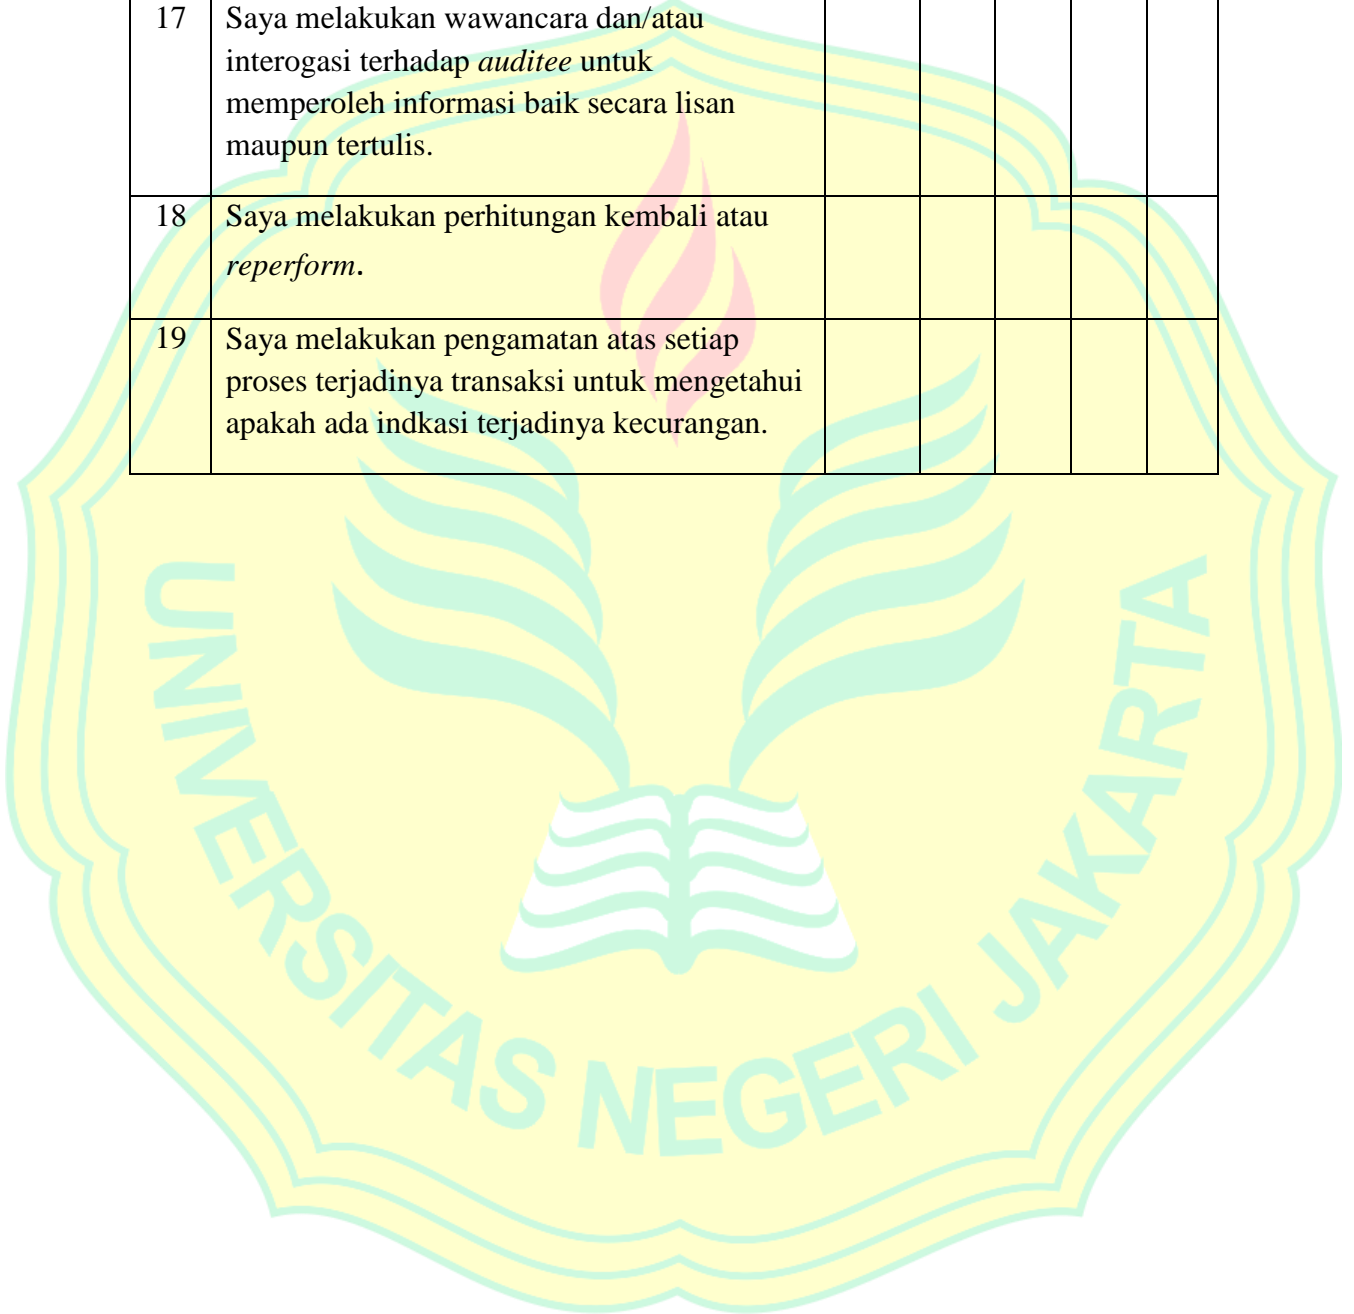 17 Saya melakukan wawancara dan/atau
interogasi terhadap auditee untuk
memperoleh informasi baik secara lisan
maupun tertulis.
18 Saya melakukan perhitungan kembali atau
reperform.
19 Saya melakukan pengamatan atas setiap
proses terjadinya transaksi untuk mengetahui
apakah ada indkasi terjadinya kecurangan.
UNIVERSITAS NEGERI JAKARTA